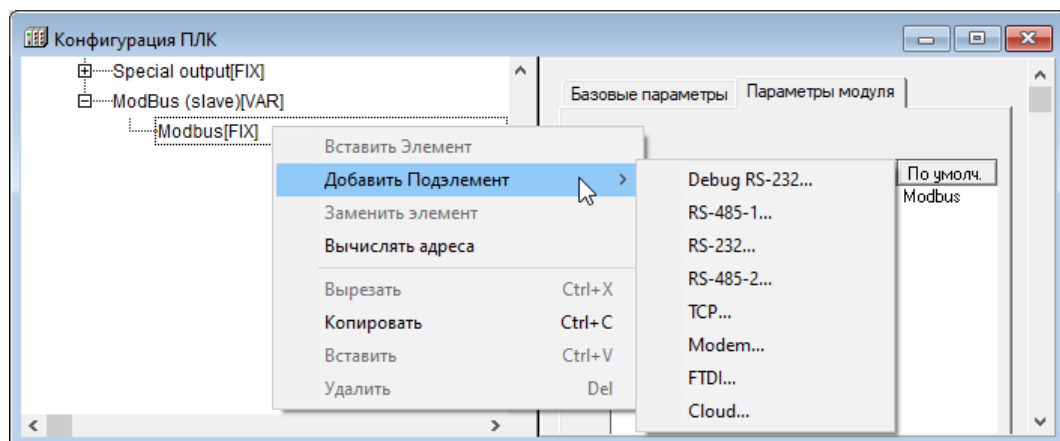 Конфигурация ПЛК
Special output[FIX]
ModBus (slave)[VAR]
Modbus[FIX]
Базовые параметры
Параметры модуля
По умолч.
Modbus
Вставить Элемент
Добавить Подэлемент
Заменить элемент
Вычислять адреса
Вырезать Ctrl+X
Копировать Ctrl+C
Вставить Ctrl+V
Удалить Del
Debug RS-232...
RS-485-1...
RS-232...
RS-485-2...
TCP...
Modem...
FTDI...
Cloud...